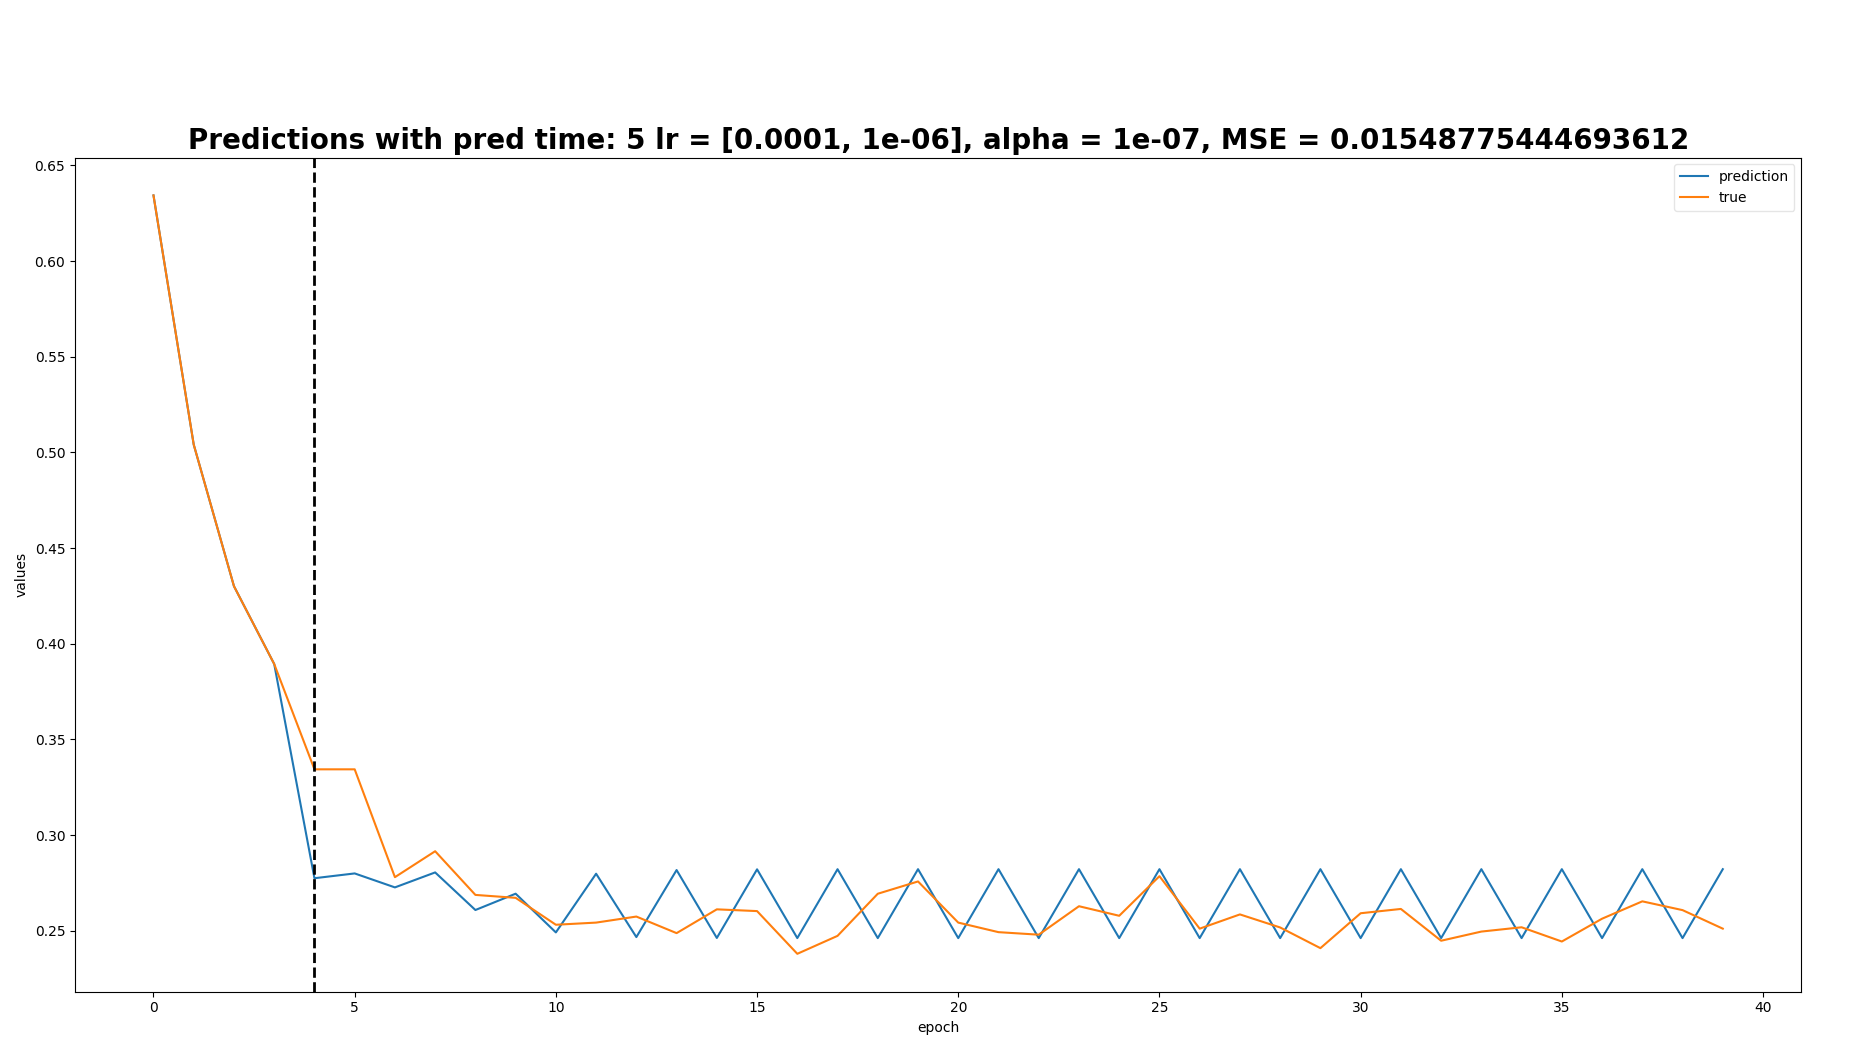 Predictions with pred time: 5 lr = [0.0001, 1e-06], alpha = 1e-07, MSE = 0.01548775444693612
prediction
true
0.65
0.60
0.55
0.50
0.45
0.40
0.35
0.30
0.25
values
0 5 10 15 20 25 30 35 40
epoch